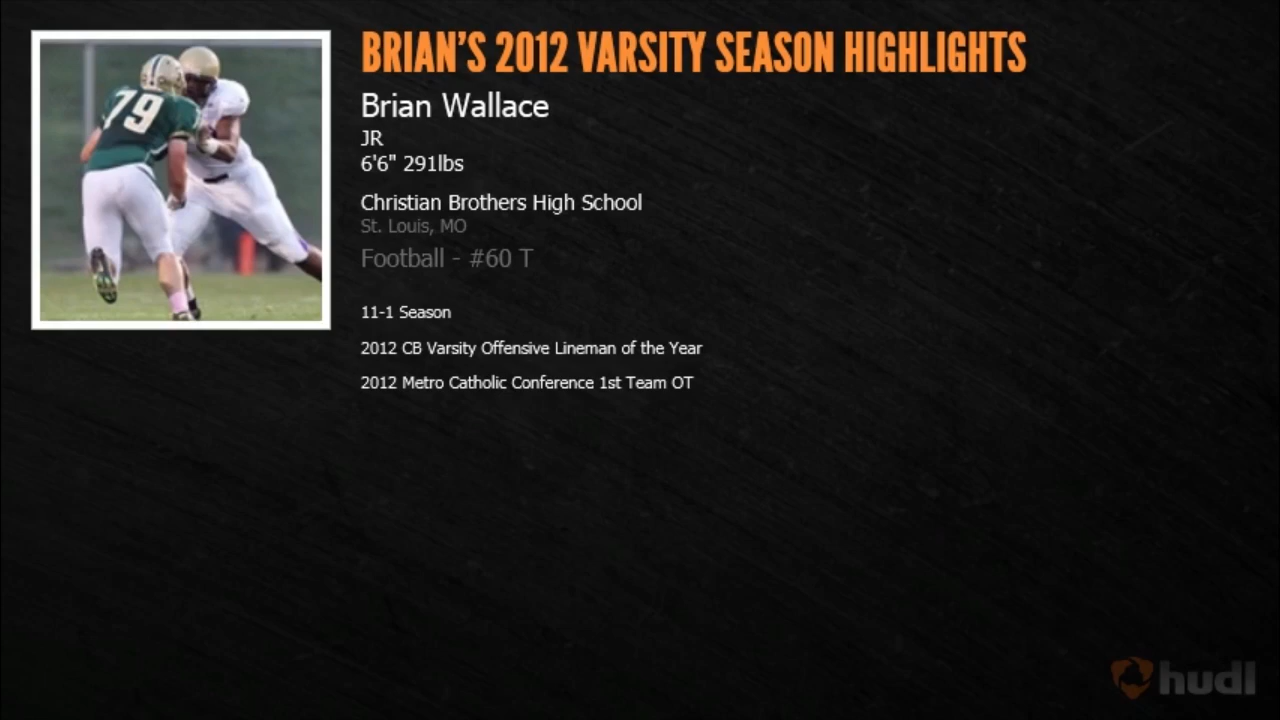 79
BRIAN'S 2012 VARSITY SEASON HIGHLIGHTS
Brian Wallace
JR
6'6" 291lbs
Christian Brothers High School
St. Louis, MO
Football - #60 T
11-1 Season
2012 CB Varsity Offensive Lineman of the Year
2012 Metro Catholic Conference 1st Team OT
hudl